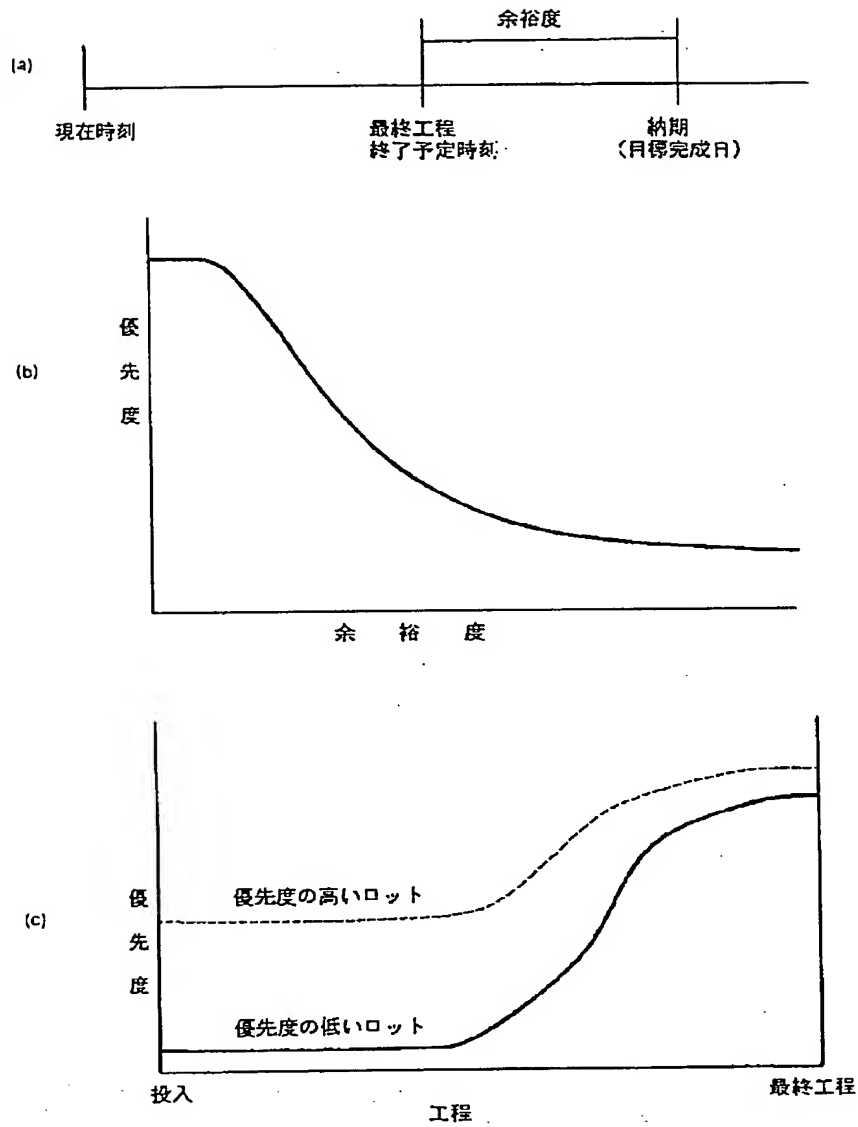 余裕度
(a)
現在時刻
最終工程
終了予定時刻
納期
(目標完成日)
(b)
優先度
余裕度
(c)
優先度
優先度の高いロット
優先度の低いロット
投入
最終工程
工程